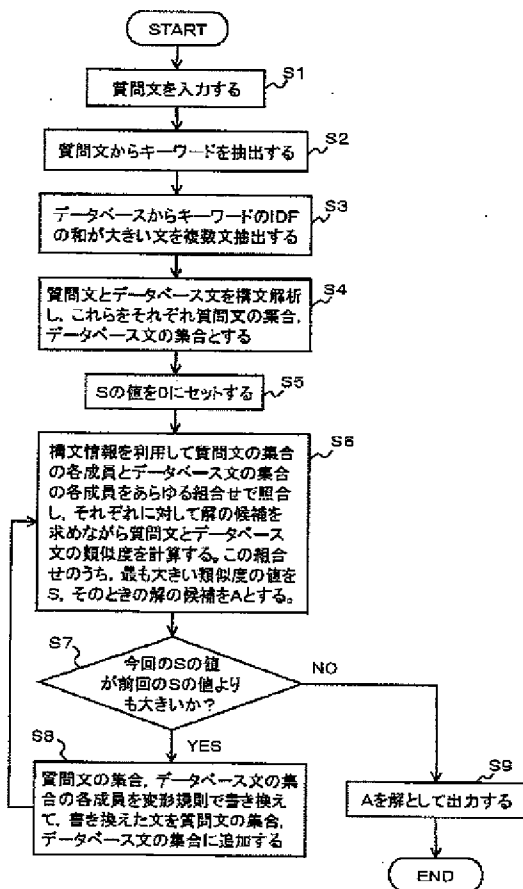 START
S1
質問文を入力する
S2
質問文からキーワードを抽出する
S3
データベースからキーワードのIDF
の和が大きい文を複数文抽出する
S4
質問文とデータベース文を構文解析
し，これらをそれぞれ質問文の集合，
データベース文の集合とする
S5
Sの値を0にセットする
S6
構文情報を利用して質問文の集合
の各成員とデータベース文の集合
の各成員をあらゆる組合せで照合
し，それぞれに対して解の候補を
求めながら質問文とデータベース
文の類似度を計算する。この組合
せのうち，最も大きい類似度の値を
S，そのときの解の候補をAとする。
S7
今回のSの値
が前回のSの値より
も大きいか？
NO
YES
S8
質問文の集合，データベース文の集
合の各成員を変形規則で書き換え
て，書き換えた文を質問文の集合，
データベース文の集合に追加する
S9
Aを解として出力する
END